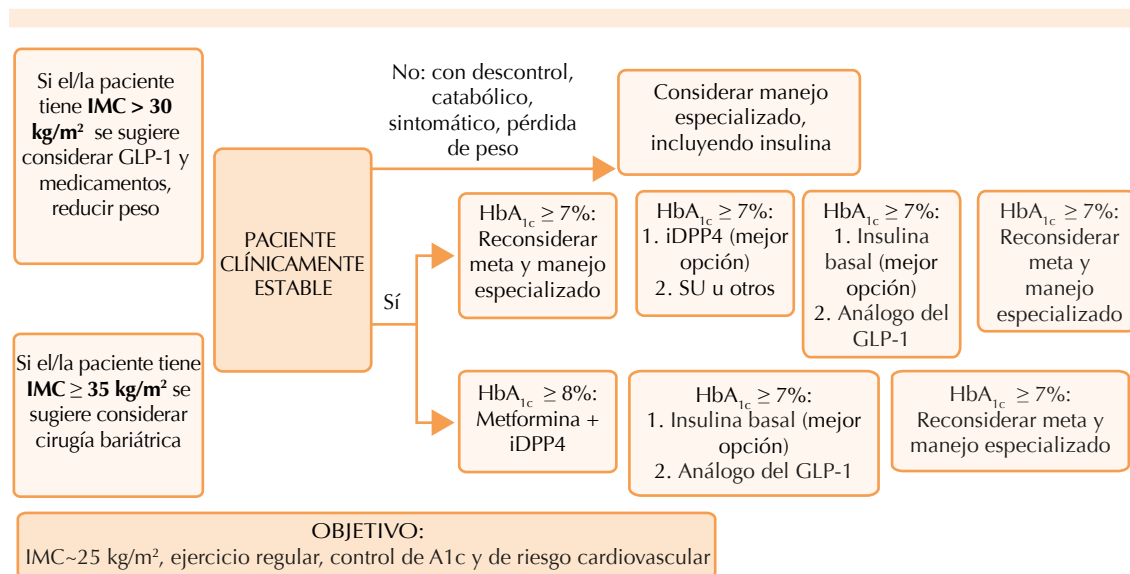 Si el/la paciente
tiene IMC > 30
kg/m² se sugiere
considerar GLP-1 y
medicamentos,
reducir peso
Si el/la paciente tiene
IMC ≥ 35 kg/m² se
sugiere considerar
cirugía bariátrica
PACIENTE
CLÍNICAMENTE
ESTABLE
No: con descontrol,
catabólico,
sintomático, pérdida
de peso
Considerar manejo
especializado,
incluyendo insulina
Sí
HbA1c ≥ 7%:
Reconsiderar
meta y manejo
especializado
HbA1c ≥ 7%:
1. iDPP4 (mejor
opción)
2. SU u otros
HbA1c ≥ 7%:
1. Insulina
basal (mejor
opción)
2. Análogo del
GLP-1
HbA1c ≥ 7%:
Reconsiderar
meta y
manejo
especializado
HbA1c ≥ 8%:
Metformina +
iDPP4
HbA1c ≥ 7%:
1. Insulina basal (mejor
opción)
2. Análogo del GLP-1
HbA1c ≥ 7%:
Reconsiderar meta y
manejo especializado
OBJETIVO:
IMC~25 kg/m², ejercicio regular, control de A1c y de riesgo cardiovascular